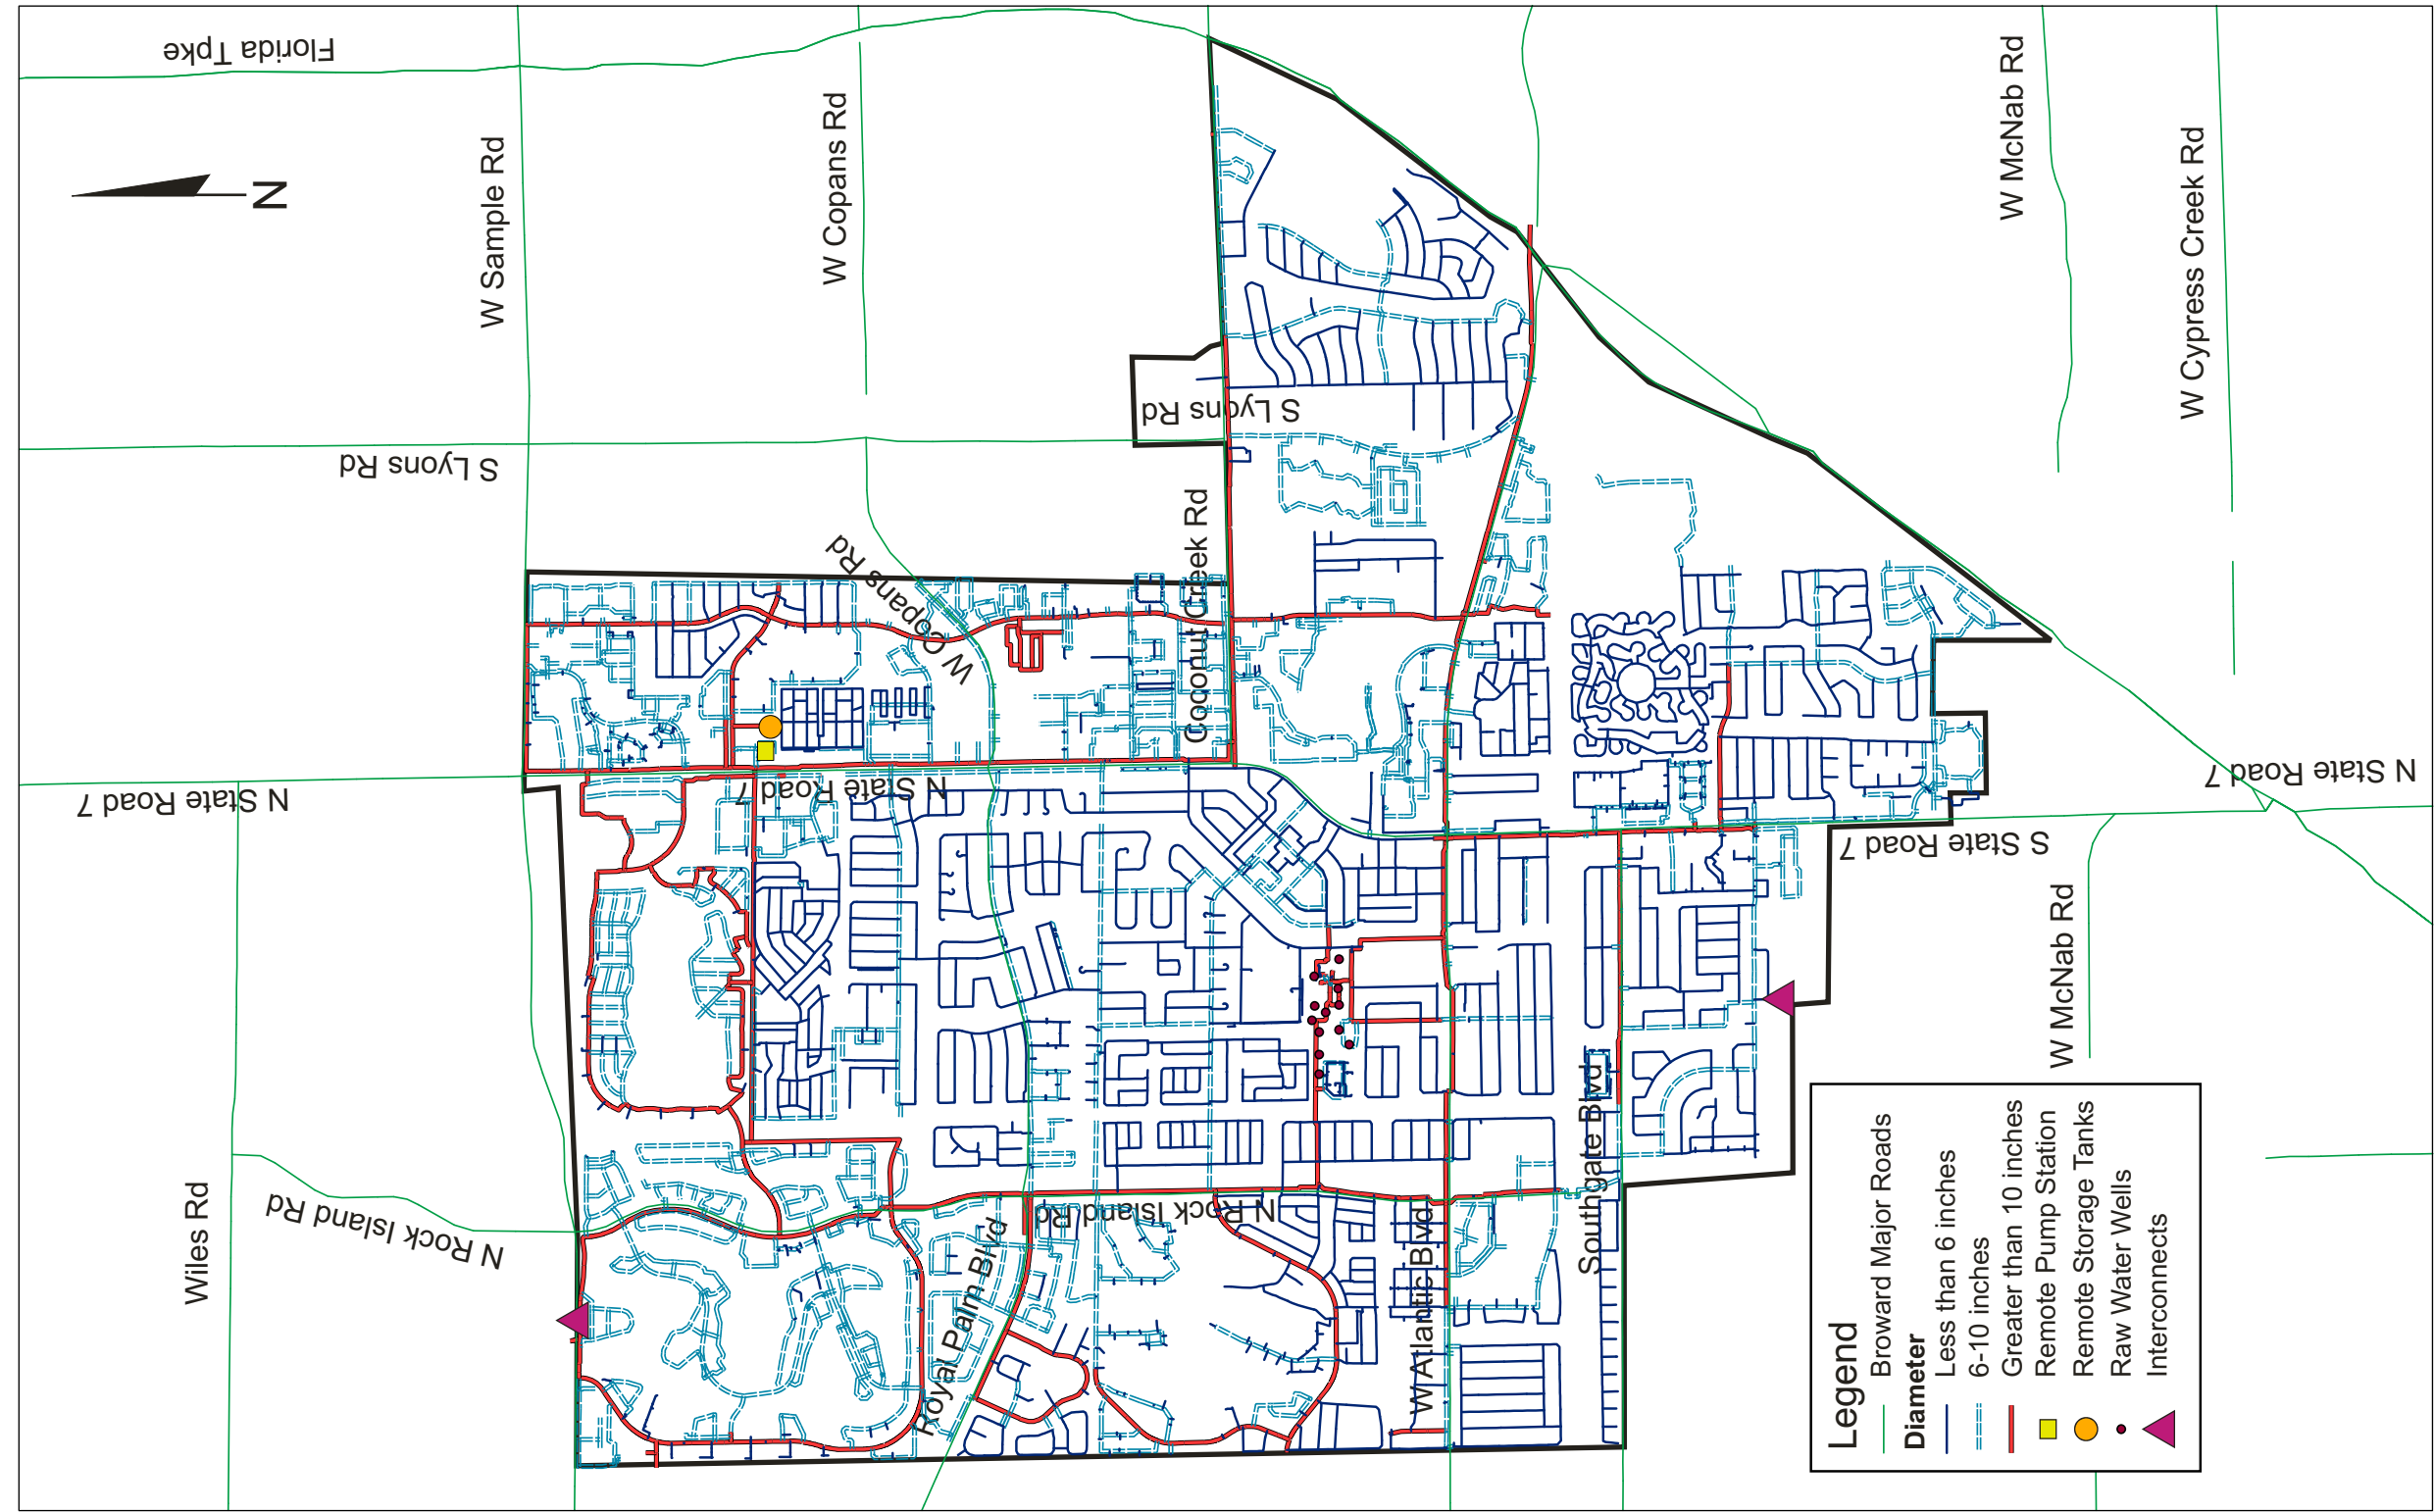 Florida Tpke
N
W Sample Rd
W Copans Rd
W McNab Rd
W Cypress Creek Rd
S Lyons Rd
S Lyons Rd
W Copans Rd
Coconut Creek Rd
N State Road 7
N State Road 7
N State Road 7
S State Road 7
W McNab Rd
Wiles Rd
N Rock Island Rd
N Rock Island Rd
Royal Palm Blvd
W Atlantic Blvd
Southgate Blvd
Legend
Broward Major Roads
Diameter
Less than 6 inches
6-10 inches
Greater than 10 inches
Remote Pump Station
Remote Storage Tanks
Raw Water Wells
Interconnects